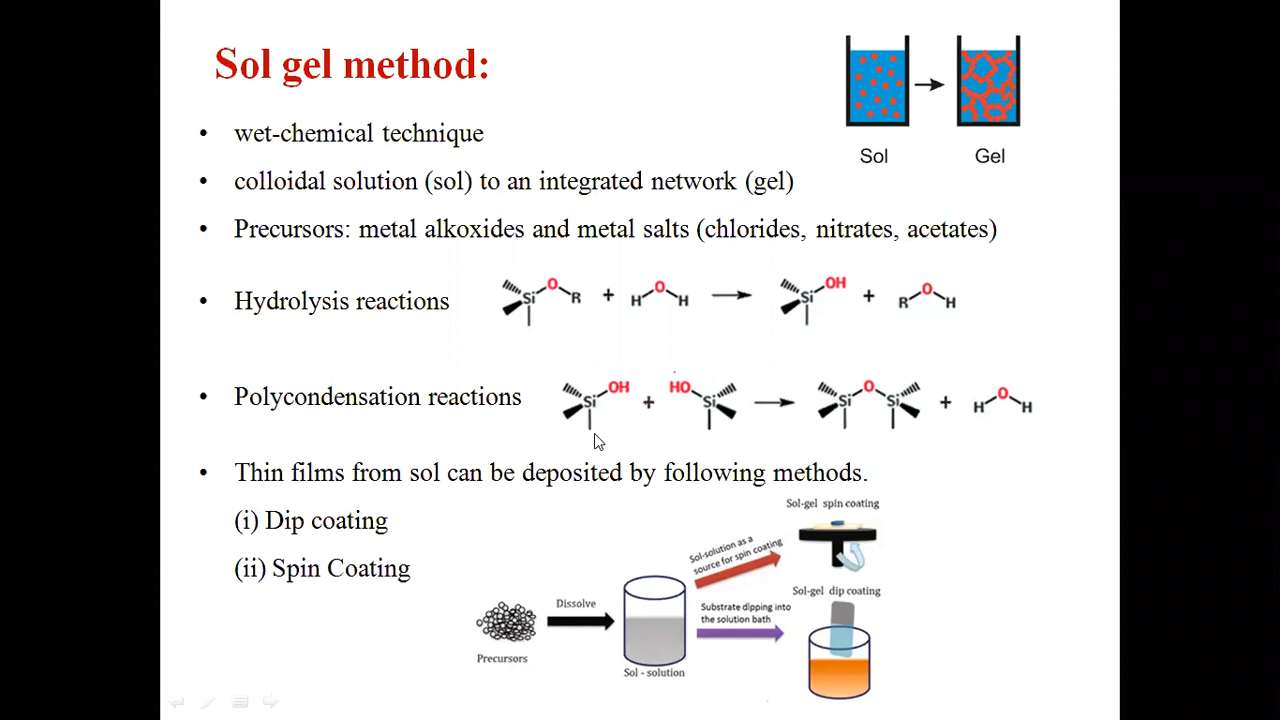 Sol gel method:
Sol
Gel
• wet-chemical technique
• colloidal solution (sol) to an integrated network (gel)
• Precursors: metal alkoxides and metal salts (chlorides, nitrates, acetates)
• Hydrolysis reactions
Si O R + H O H Si OH + R O H
• Polycondensation reactions
Si OH + HO Si Si O Si + H O H
• Thin films from sol can be deposited by following methods.
(i) Dip coating
(ii) Spin Coating
Sol-gel spin coating
Sol-solution as a
source for spin coating
Sol-gel dip coating
Dissolve
Substrate dipping into
the solution bath
Precursors
Sol - solution